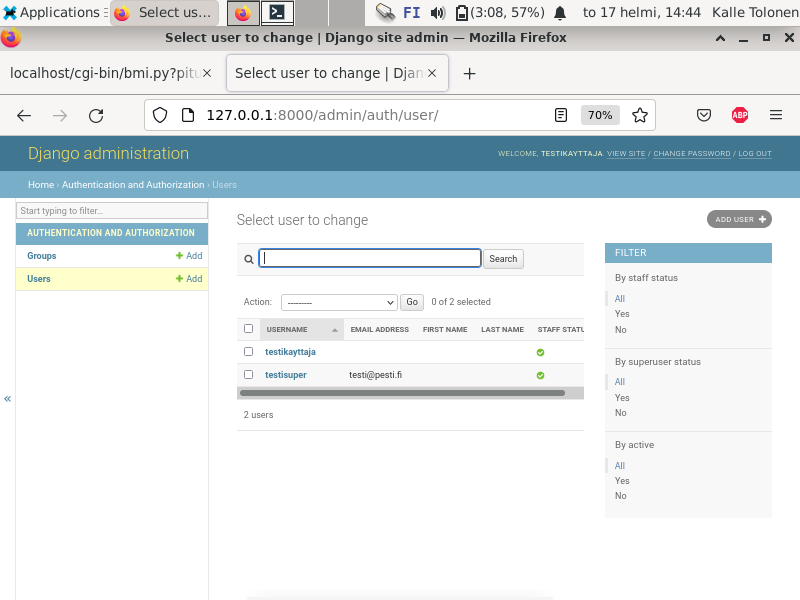 Applications
Select us...
FI
(3:08, 57%)
to 17 helmi, 14:44
Kalle Tolonen
Select user to change | Django site admin — Mozilla Firefox
localhost/cgi-bin/bmi.py?pitu
Select user to change | Djan
127.0.0.1:8000/admin/auth/user/
70%
ABP
Django administration
WELCOME, TESTIKAYTTAJA. VIEW SITE / CHANGE PASSWORD / LOG OUT
Home › Authentication and Authorization › Users
Start typing to filter...
AUTHENTICATION AND AUTHORIZATION
Groups
+ Add
Users
+ Add
«
Select user to change
ADD USER +
Search
Action:
---------
Go
0 of 2 selected
USERNAME
EMAIL ADDRESS
FIRST NAME
LAST NAME
STAFF STATU
testikayttaja
testisuper
testi@pesti.fi
2 users
FILTER
By staff status
All
Yes
No
By superuser status
All
Yes
No
By active
All
Yes
No